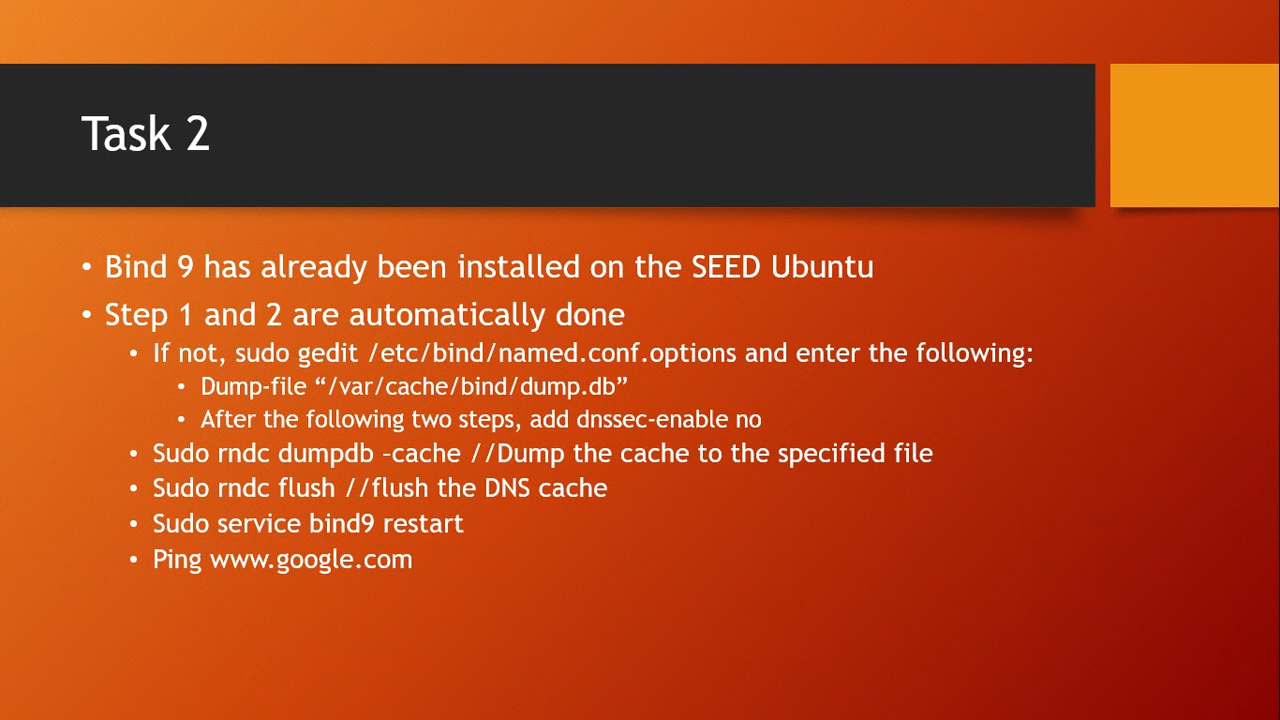 Task 2
• Bind 9 has already been installed on the SEED Ubuntu
• Step 1 and 2 are automatically done
• If not, sudo gedit /etc/bind/named.conf.options and enter the following:
• Dump-file “/var/cache/bind/dump.db”
• After the following two steps, add dnssec-enable no
• Sudo rndc dumpdb –cache //Dump the cache to the specified file
• Sudo rndc flush //flush the DNS cache
• Sudo service bind9 restart
• Ping www.google.com